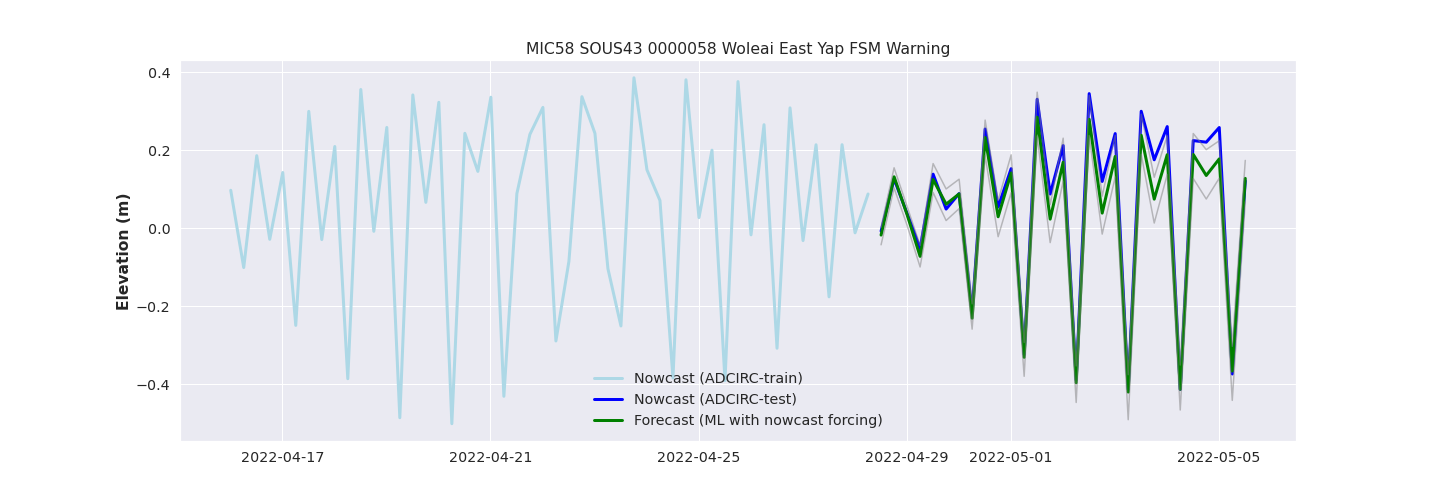 MIC58 SOUS43 0000058 Woleai East Yap FSM Warning
Elevation (m)
0.4
0.2
0.0
−0.2
−0.4
Nowcast (ADCIRC-train)
Nowcast (ADCIRC-test)
Forecast (ML with nowcast forcing)
2022-04-17 2022-04-21 2022-04-25 2022-04-29 2022-05-01 2022-05-05